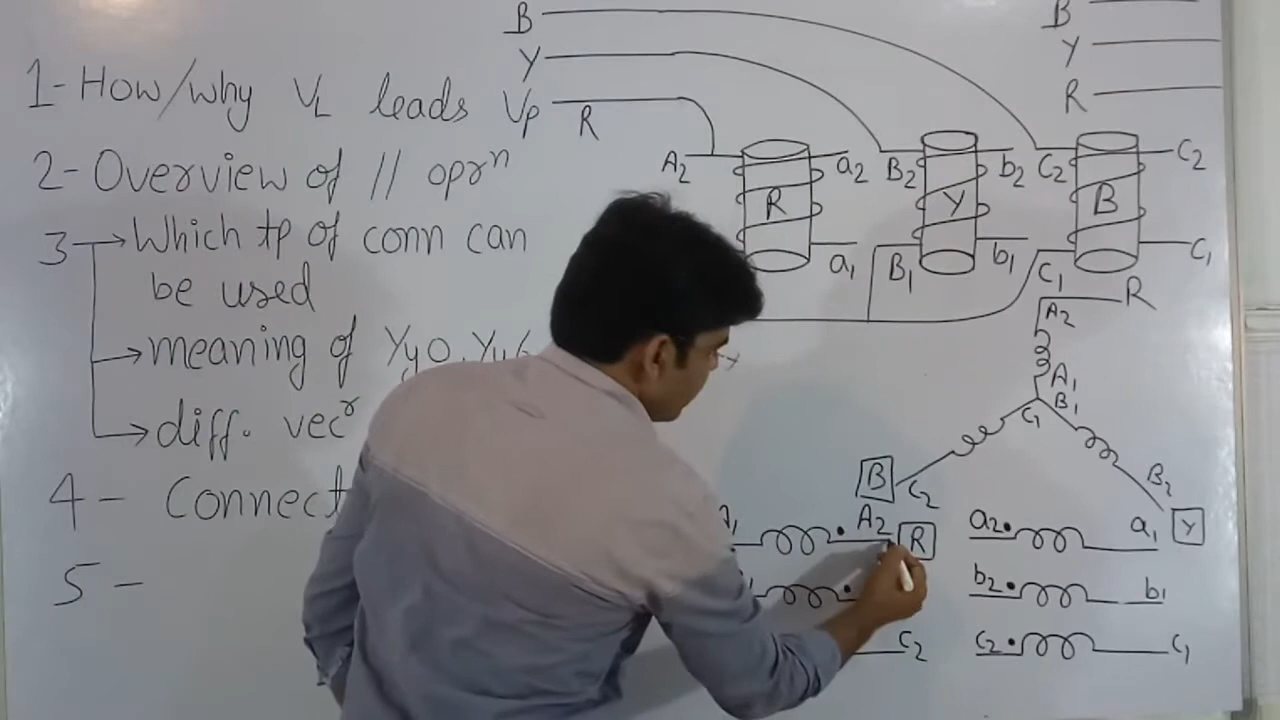 1- How/why VL leads Vp
2- Overview of // oprⁿ
3 → Which tp of conn can
be used
→ meaning of Yy0, Yy6
→ diff. vecʳ
4 - Connect
5 -
B
Y
R
B
Y
R
A2 R a2 B2 Y b2 C2 B C2
a1 B1 b1 C1 C1
A2 R
A1
B1
C1
B C2
B2
Y
A1 A2 R
a2 a1
b2 b1
C2
C2 C1